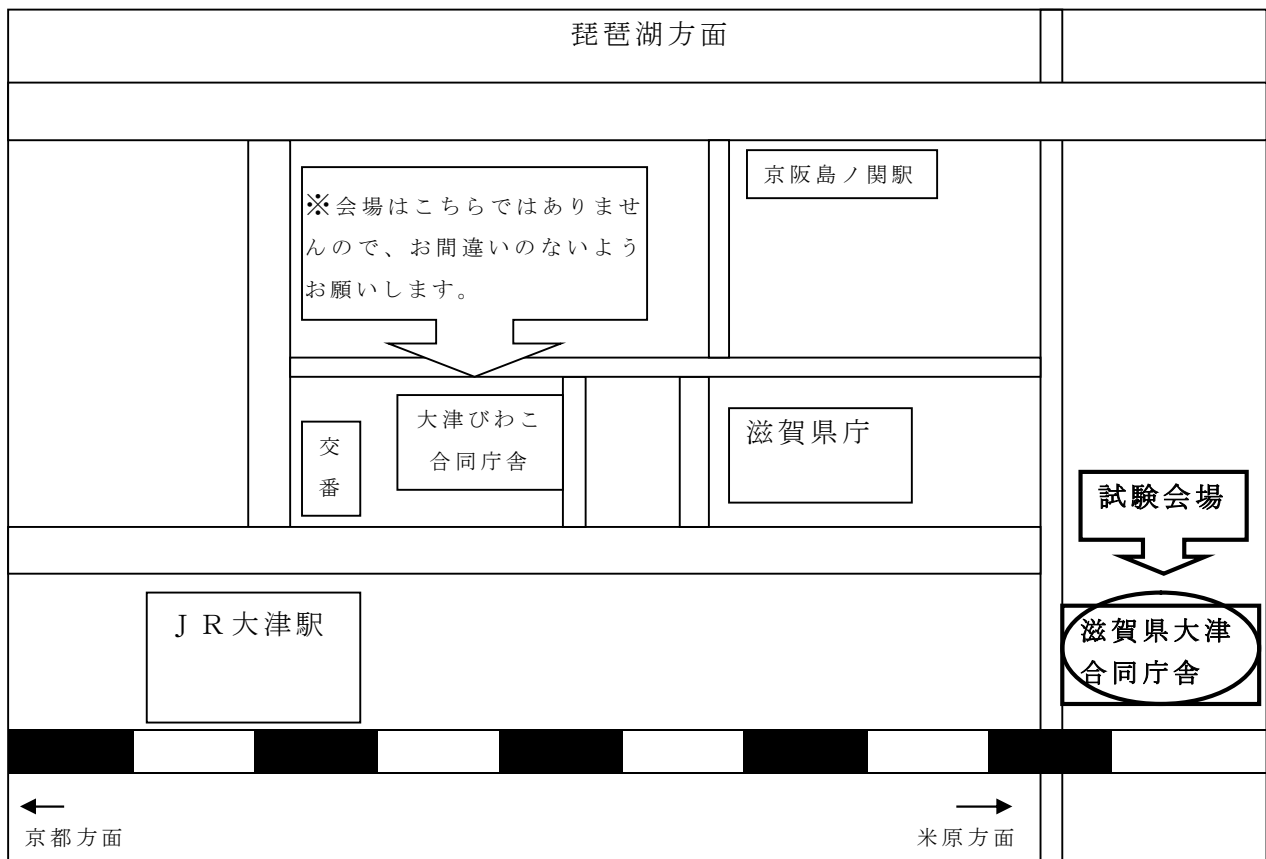 琵琶湖方面
京阪島ノ関駅
※会場はこちらではありませ
んので、お間違いのないよう
お願いします。
大津びわこ
合同庁舎
交
番
滋賀県庁
試験会場
ＪＲ大津駅
滋賀県大津
合同庁舎
京都方面
米原方面